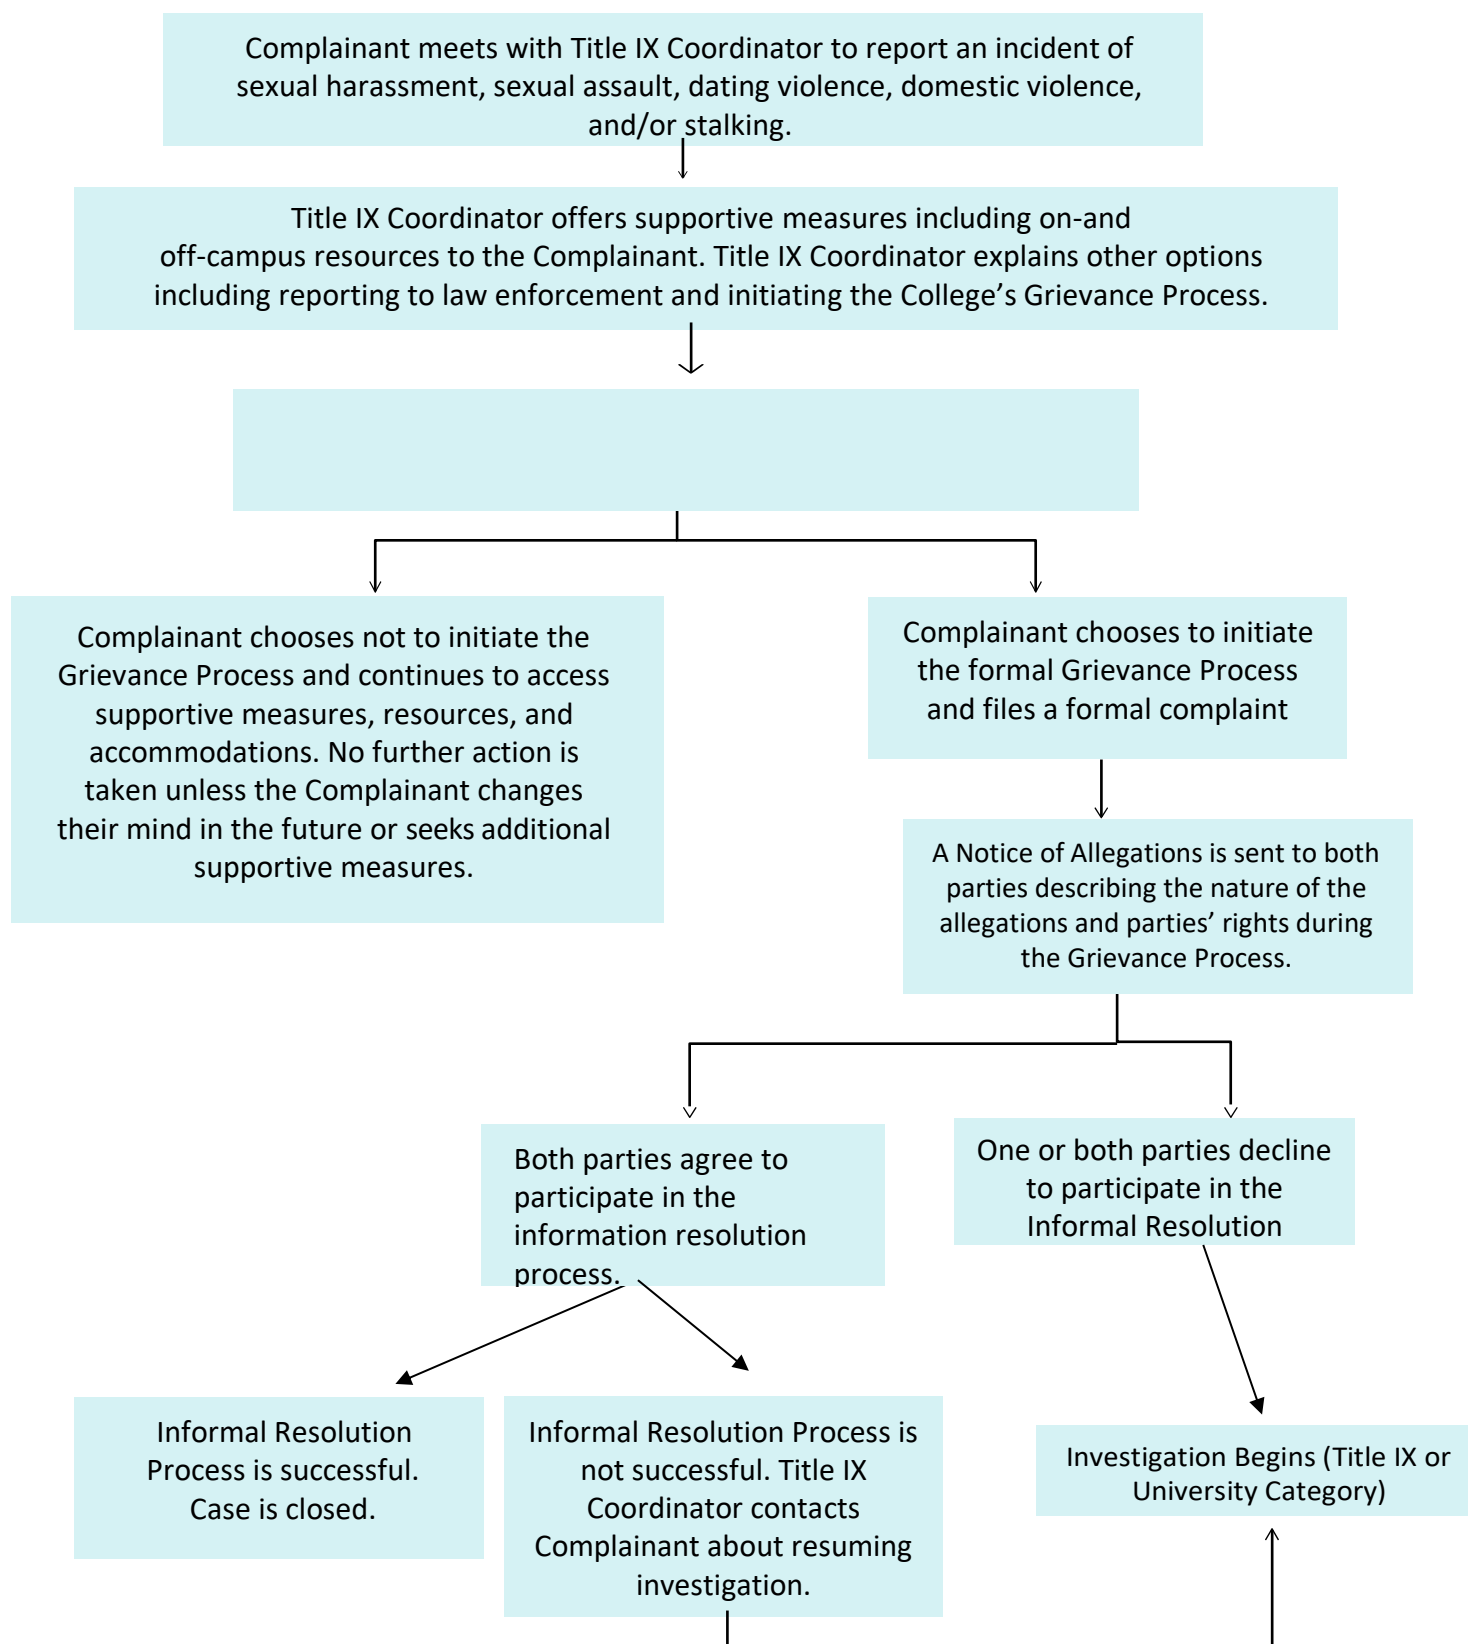 Complainant meets with Title IX Coordinator to report an incident of
sexual harassment, sexual assault, dating violence, domestic violence,
and/or stalking.
Title IX Coordinator offers supportive measures including on-and
off-campus resources to the Complainant. Title IX Coordinator explains other options
including reporting to law enforcement and initiating the College’s Grievance Process.
Complainant chooses not to initiate the
Grievance Process and continues to access
supportive measures, resources, and
accommodations. No further action is
taken unless the Complainant changes
their mind in the future or seeks additional
supportive measures.
Complainant chooses to initiate
the formal Grievance Process
and files a formal complaint
A Notice of Allegations is sent to both
parties describing the nature of the
allegations and parties’ rights during
the Grievance Process.
Both parties agree to
participate in the
information resolution
process.
One or both parties decline
to participate in the
Informal Resolution
Informal Resolution
Process is successful.
Case is closed.
Informal Resolution Process is
not successful. Title IX
Coordinator contacts
Complainant about resuming
investigation.
Investigation Begins (Title IX or
University Category)